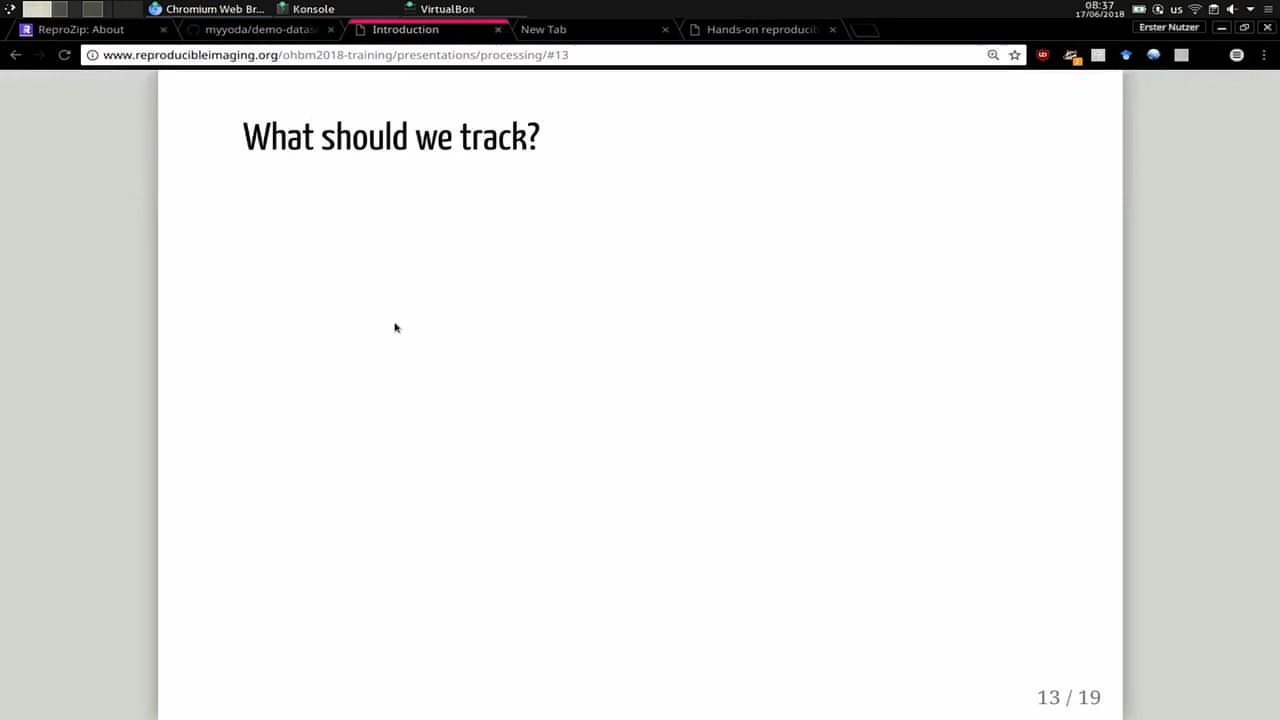 Chromium Web Br... Konsole VirtualBox 08:37 17/06/2018 us
ReproZip: About myyoda/demo-datas Introduction New Tab Hands-on reproducib Erster Nutzer
www.reproducibleimaging.org/ohbm2018-training/presentations/processing/#13
What should we track?
13 / 19